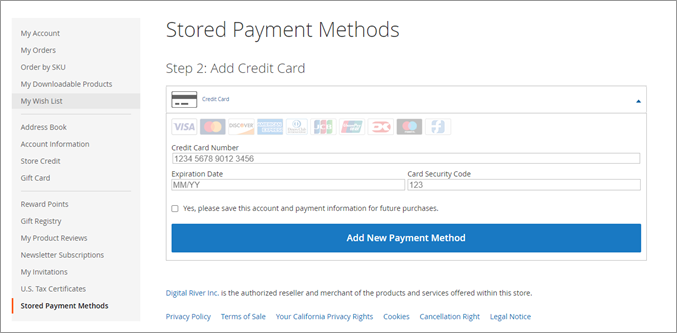 Stored Payment Methods
My Account
My Orders
Order by SKU
My Downloadable Products
My Wish List
Address Book
Account Information
Store Credit
Gift Card
Reward Points
Gift Registry
My Product Reviews
Newsletter Subscriptions
My Invitations
U.S. Tax Certificates
Stored Payment Methods
Step 2: Add Credit Card
Credit Card
VISA DISCOVER JCB
Credit Card Number
1234 5678 9012 3456
Expiration Date Card Security Code
MM/YY 123
Yes, please save this account and payment information for future purchases.
Add New Payment Method
Digital River Inc. is the authorized reseller and merchant of the products and services offered within this store.
Privacy Policy Terms of Sale Your California Privacy Rights Cookies Cancellation Right Legal Notice